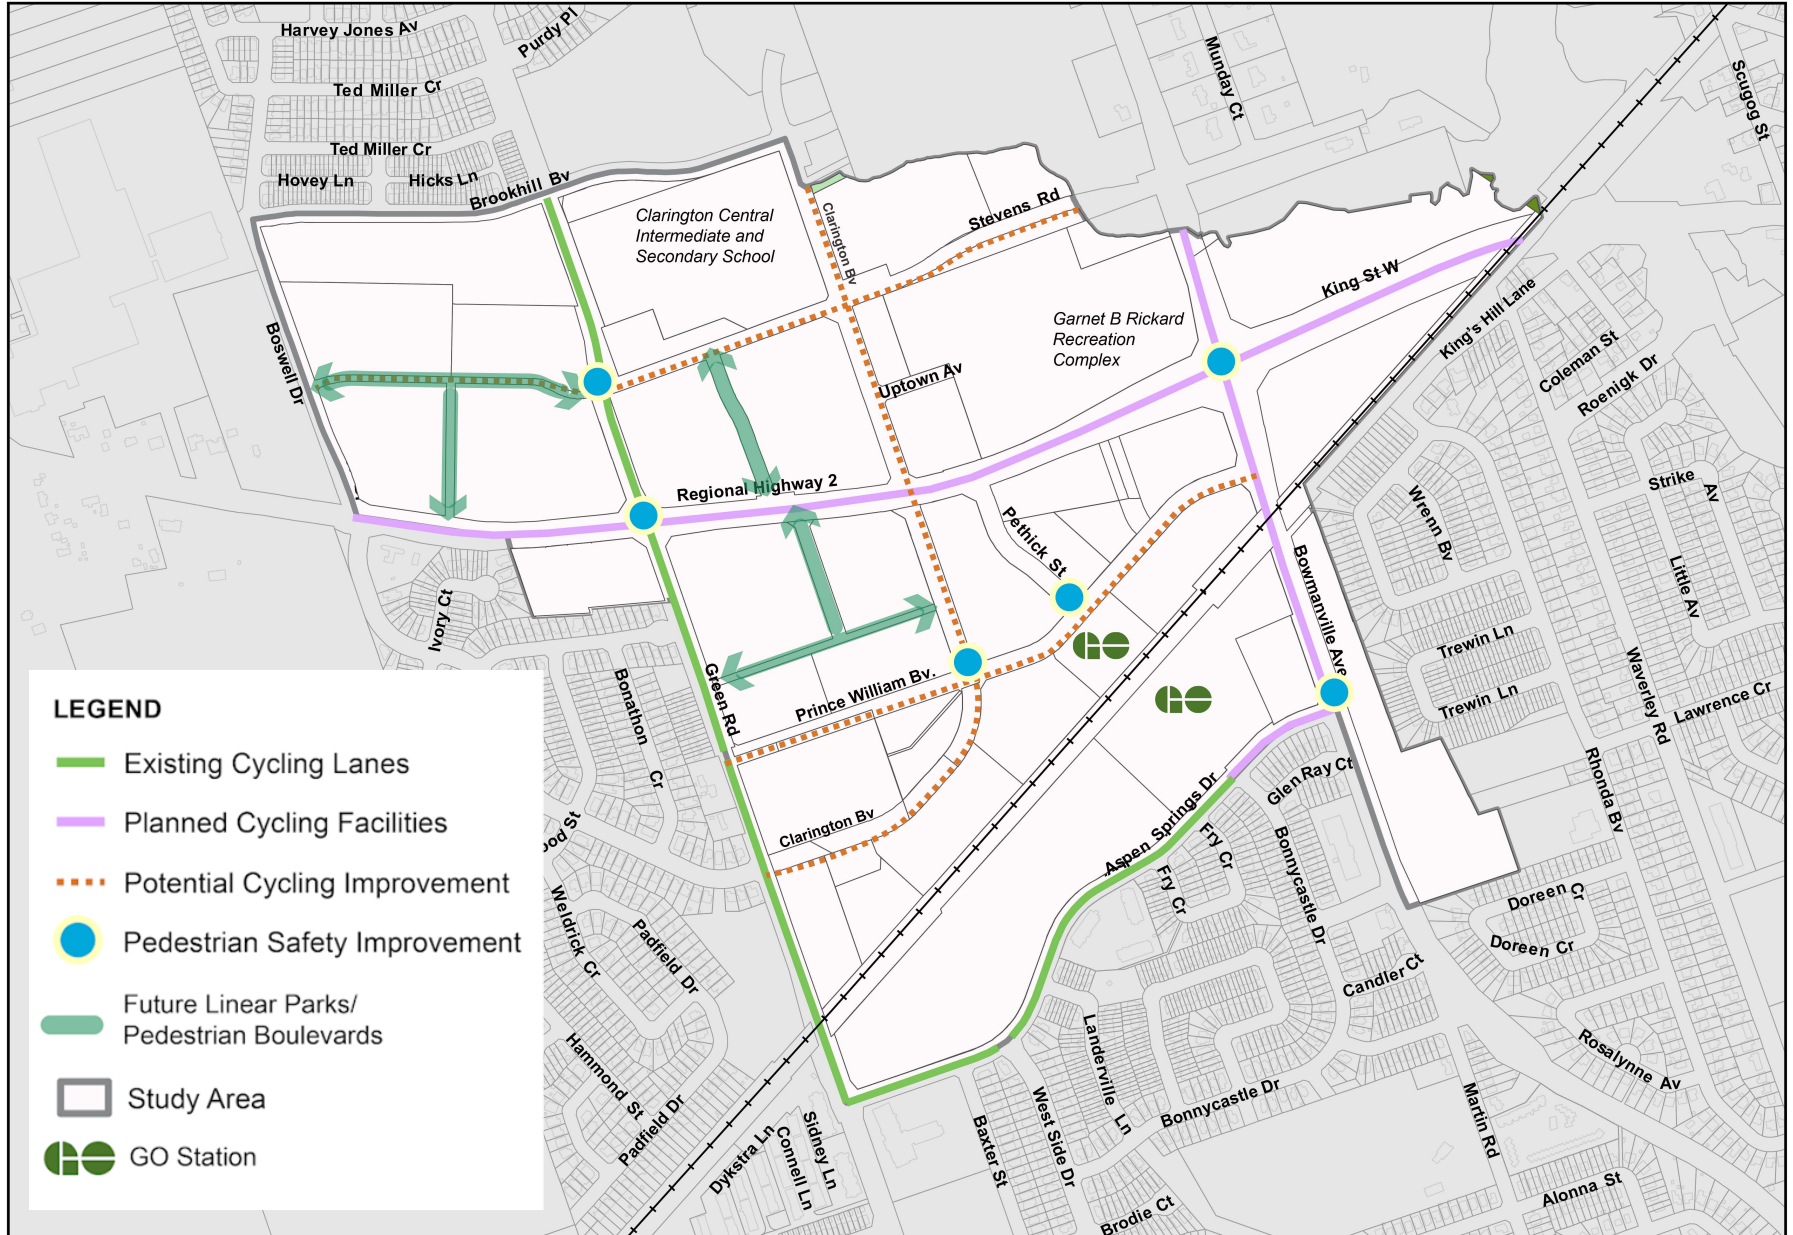 Harvey Jones Av
Purdy Pl
Ted Miller Cr
Ted Miller Cr
Hovey Ln
Hicks Ln
Brookhill Bv
Munday Ct
Scugog St
Clarington Central
Intermediate and
Secondary School
Clarington Bv
Stevens Rd
King St W
Garnet B Rickard
Recreation
Complex
King's Hill Lane
Boswell Dr
Uptown Av
Coleman St
Roenigk Dr
Regional Highway 2
Strike Av
Wrenn Bv
Pethick St
Little Av
Ivory Ct
Bowmanville Ave
Trewin Ln
Trewin Ln
Waverley Rd
Lawrence Cr
Green Rd
Bonathon Cr
Prince William Bv.
Rhonda Bv
Glen Ray Ct
Clarington Bv
Aspen Springs Dr
Fry Cr
Fry Cr
Bonnycastle Dr
ood St
Weldrick Cr
Padfield Dr
Doreen Cr
Doreen Cr
Candler Ct
Landerville Ln
Rosalynne Av
Hammond St
Padfield Dr
Dykstra Ln
Sidney Ln
Connell Ln
Baxter St
West Side Dr
Bonnycastle Dr
Martin Rd
Brodie Ct
Alonna St
LEGEND
Existing Cycling Lanes
Planned Cycling Facilities
Potential Cycling Improvement
Pedestrian Safety Improvement
Future Linear Parks/
Pedestrian Boulevards
Study Area
GO Station